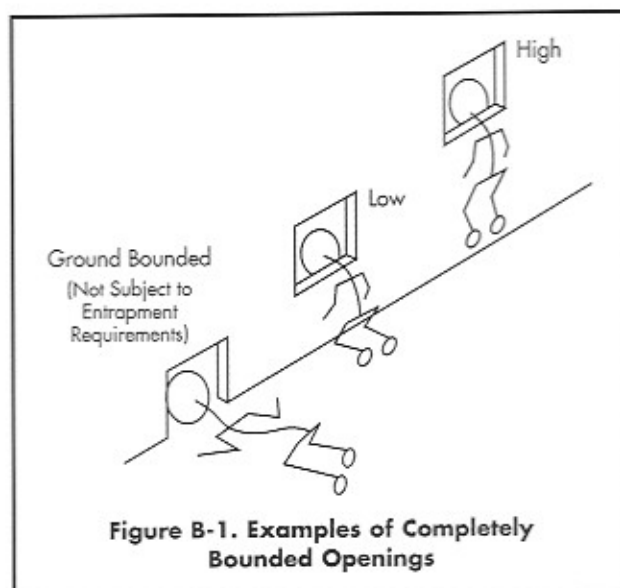 High
Low
Ground Bounded
(Not Subject to
Entrapment
Requirements)
Figure B-1. Examples of Completely
Bounded Openings